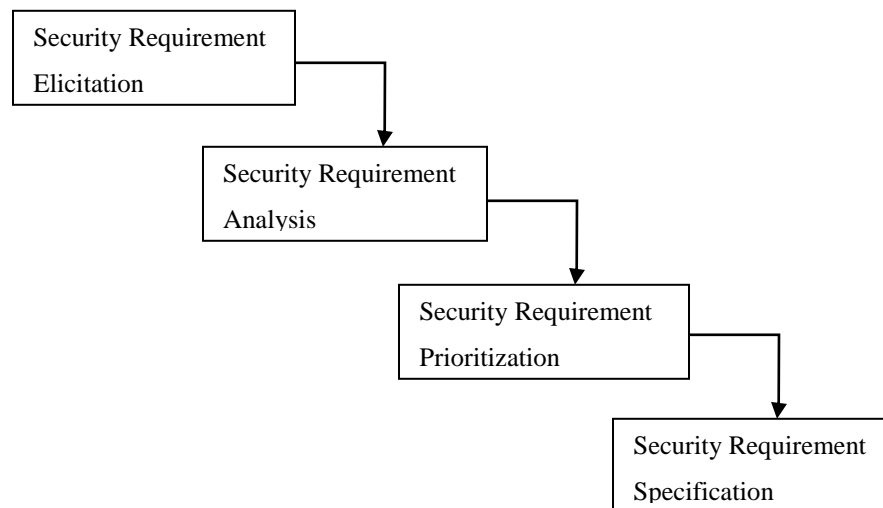 Security Requirement
Elicitation
Security Requirement
Analysis
Security Requirement
Prioritization
Security Requirement
Specification